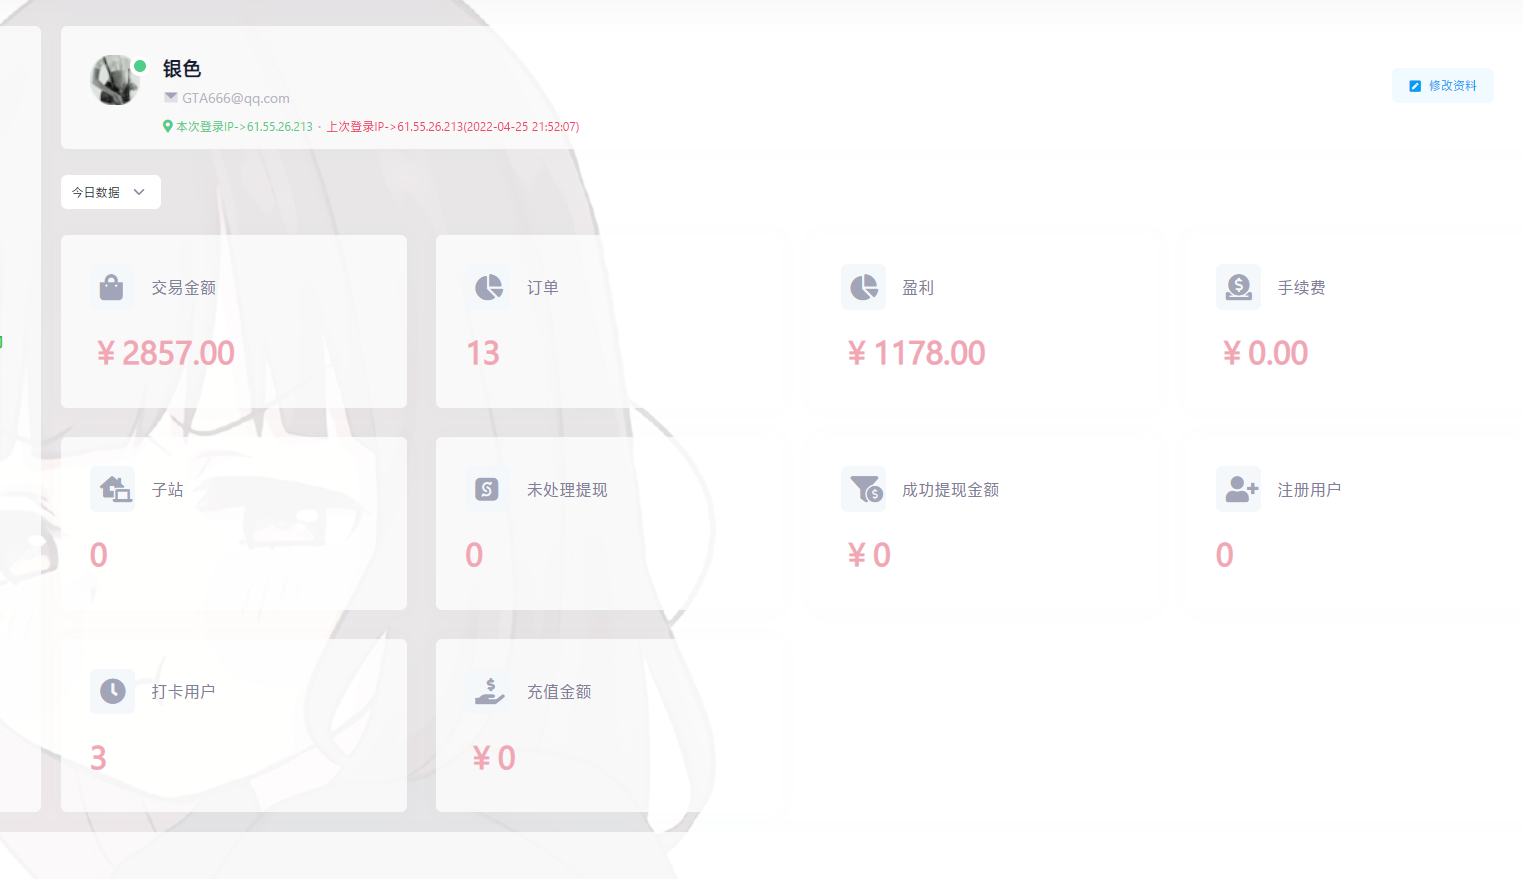 银色
GTA666@qq.com
本次登录IP->61.55.26.213 · 上次登录IP->61.55.26.213(2022-04-25 21:52:07)
修改资料
今日数据
交易金额
¥ 2857.00
订单
13
盈利
¥ 1178.00
手续费
¥ 0.00
子站
0
未处理提现
0
成功提现金额
¥ 0
注册用户
0
打卡用户
3
充值金额
¥ 0